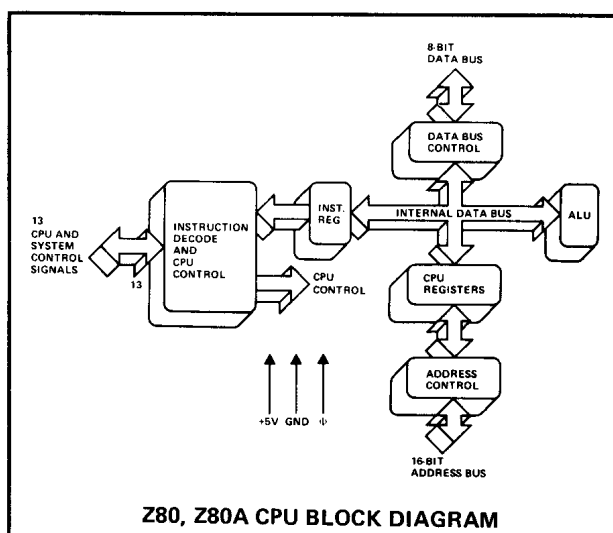 8-BIT
DATA BUS
DATA BUS
CONTROL
13
CPU AND
SYSTEM
CONTROL
SIGNALS
13
INSTRUCTION
DECODE
AND
CPU
CONTROL
INST.
REG
INTERNAL DATA BUS
ALU
CPU
CONTROL
CPU
REGISTERS
ADDRESS
CONTROL
+5V GND Φ
16-BIT
ADDRESS BUS
Z80, Z80A CPU BLOCK DIAGRAM